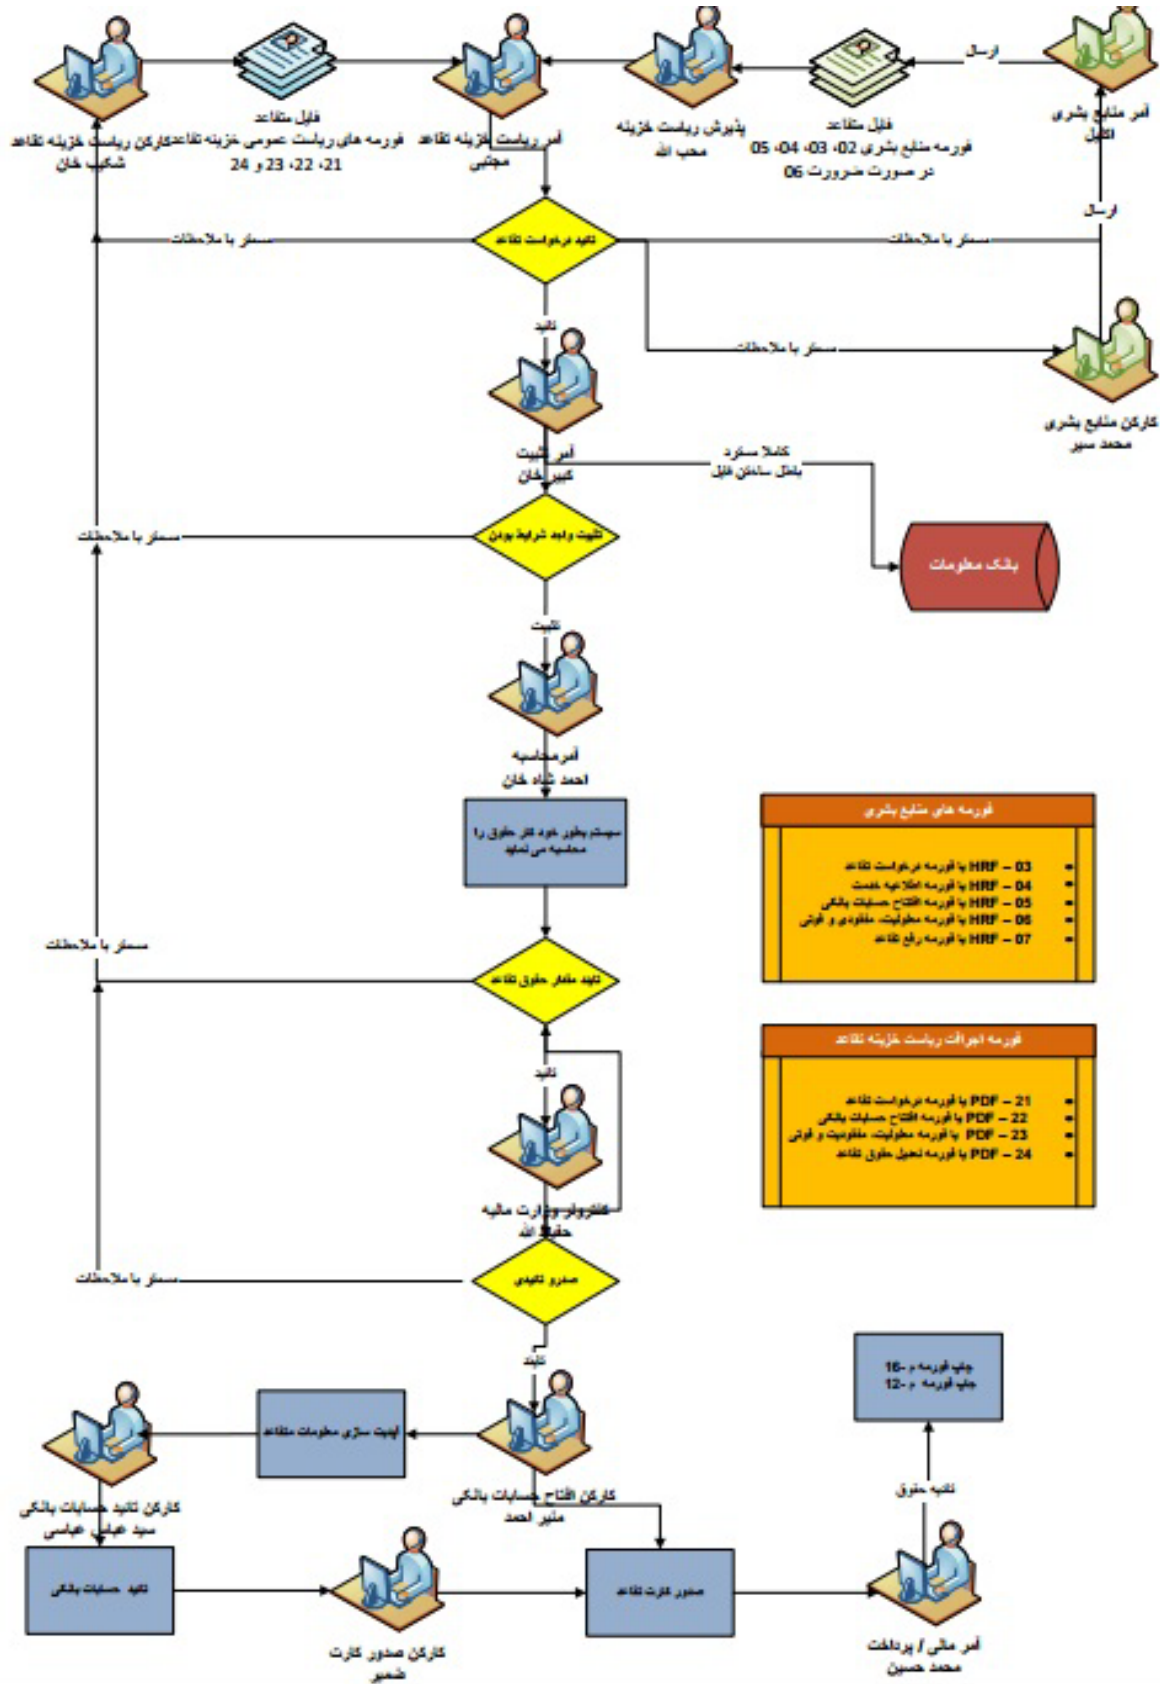 ارسال
آمر منابع بشری
اکلیل
فایل متقاعد
فورمه منابع بشری 02، 03، 04، 05
در صورت ضرورت 06
پذیرش ریاست خزینه
محب الله
آمر ریاست خزینه تقاعد
مجتبی
فایل متقاعد
فورمه های ریاست عمومی خزینه تقاعد
21، 22، 23 و 24
کارکن ریاست خزینه تقاعد
شکیب خان
ارسال
مسترد با ملاحظات
تائید درخواست تقاعد
مسترد با ملاحظات
مسترد با ملاحظات
تائید
کارکن منابع بشری
محمد سیر
آمر تثبیت
کبیر خان
کاملا مسترد
باطل ساختن فایل
بانک معلومات
تثبیت واجد شرایط بودن
مسترد با ملاحظات
تثبیت
آمرمحاسبه
احمد شاه خان
سیستم بطور خود کار حقوق را
محاسبه می نماید
فورمه های منابع بشری
HRF – 03 یا فورمه درخواست تقاعد
HRF – 04 یا فورمه اطلاعیه خدمت
HRF – 05 یا فورمه افتتاح حسابات بانکی
HRF – 06 یا فورمه معلولیت، مفقودی و فوتی
HRF – 07 یا فورمه رفع تقاعد
مسترد با ملاحظات
تائید مقدار حقوق تقاعد
فورمه اجراآت ریاست خزینه تقاعد
PDF – 21 یا فورمه درخواست تقاعد
PDF – 22 یا فورمه افتتاح حسابات بانکی
PDF – 23 یا فورمه معلولیت، مفقودیت و فوتی
PDF – 24 یا فورمه تحیل حقوق تقاعد
تائید
کنترولر وزارت مالیه
حفیظ الله
صدرو تائیدی
مسترد با ملاحظات
تائید
چاپ فورمه م -16
چاپ فورمه م -12
آپدیت سازی معلومات متقاعد
کارکن افتتاح حسابات بانکی
منیر احمد
کارکن تائید حسابات بانکی
سید عباس عباسی
تادیه حقوق
تائید حسابات بانکی
کارکن صدور کارت
ضمیر
صدور کارت تقاعد
آمر مالی / پرداخت
محمد حسین